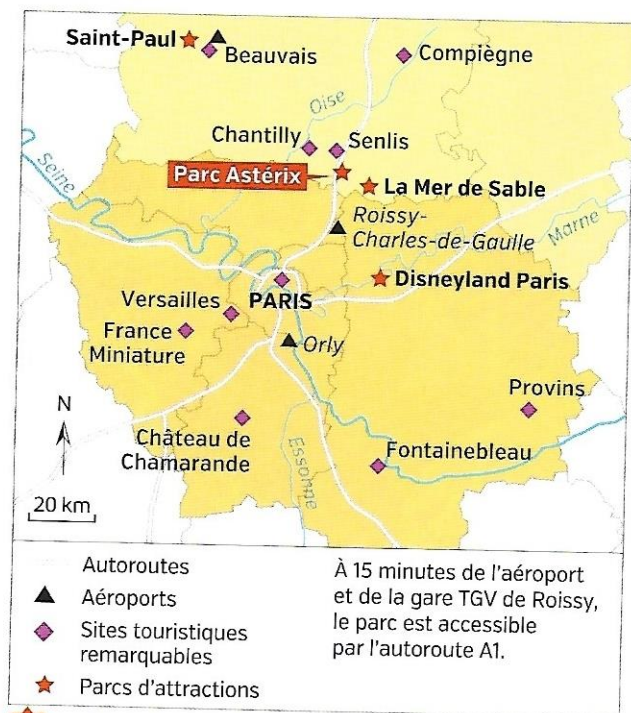 Saint-Paul
Beauvais
Compiègne
Oise
Chantilly
Senlis
Seine
Parc Astérix
La Mer de Sable
Roissy-
Charles-de-Gaulle
Marne
Disneyland Paris
Versailles
PARIS
France
Miniature
Orly
Provins
N
Château de
Chamarande
Essonne
Fontainebleau
20 km
Autoroutes
Aéroports
Sites touristiques
remarquables
Parcs d'attractions
À 15 minutes de l'aéroport
et de la gare TGV de Roissy,
le parc est accessible
par l'autoroute A1.